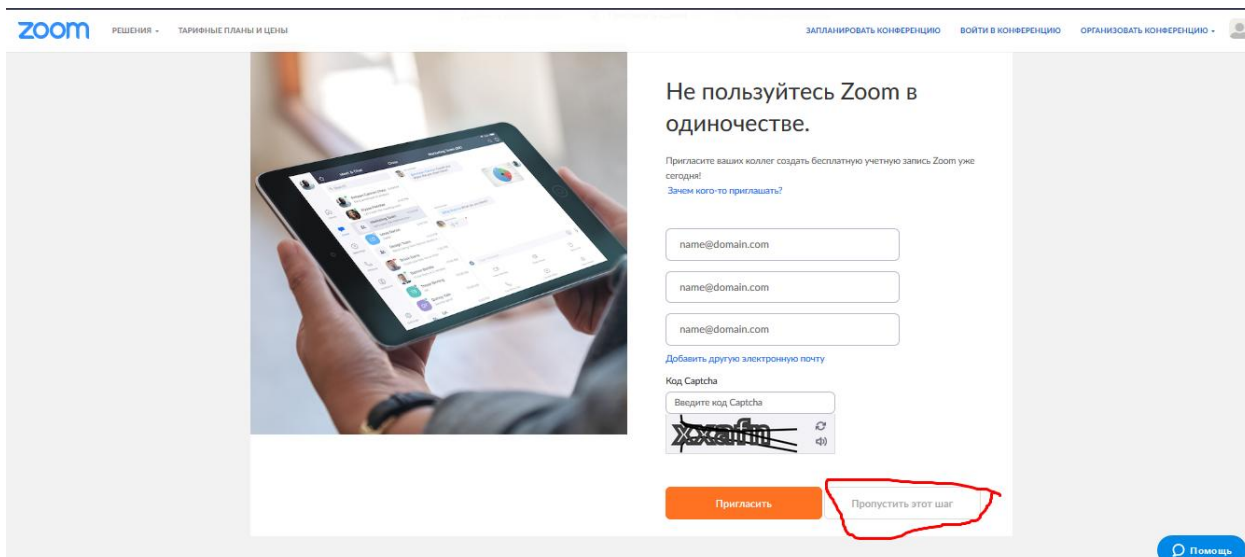 zoom РЕШЕНИЯ ТАРИФНЫЕ ПЛАНЫ И ЦЕНЫ ЗАПЛАНИРОВАТЬ КОНФЕРЕНЦИЮ ВОЙТИ В КОНФЕРЕНЦИЮ ОРГАНИЗОВАТЬ КОНФЕРЕНЦИЮ
Не пользуйтесь Zoom в
одиночестве.
Пригласите ваших коллег создать бесплатную учетную запись Zoom уже
сегодня!
Зачем кого-то приглашать?
name@domain.com
name@domain.com
name@domain.com
Добавить другую электронную почту
Код Captcha
Введите код Captcha
Пригласить Пропустить этот шаг
Помощь